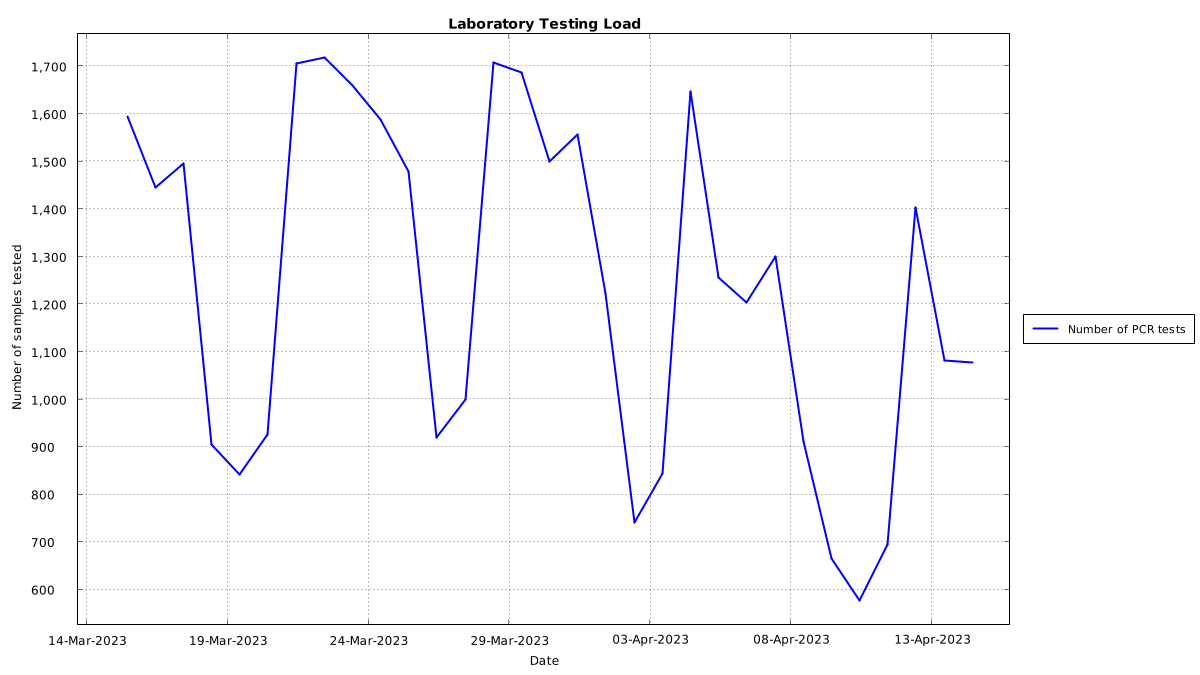 Laboratory Testing Load
Number of samples tested
1,700
1,600
1,500
1,400
1,300
1,200
1,100
1,000
900
800
700
600
14-Mar-2023 19-Mar-2023 24-Mar-2023 29-Mar-2023 03-Apr-2023 08-Apr-2023 13-Apr-2023
Date
Number of PCR tests